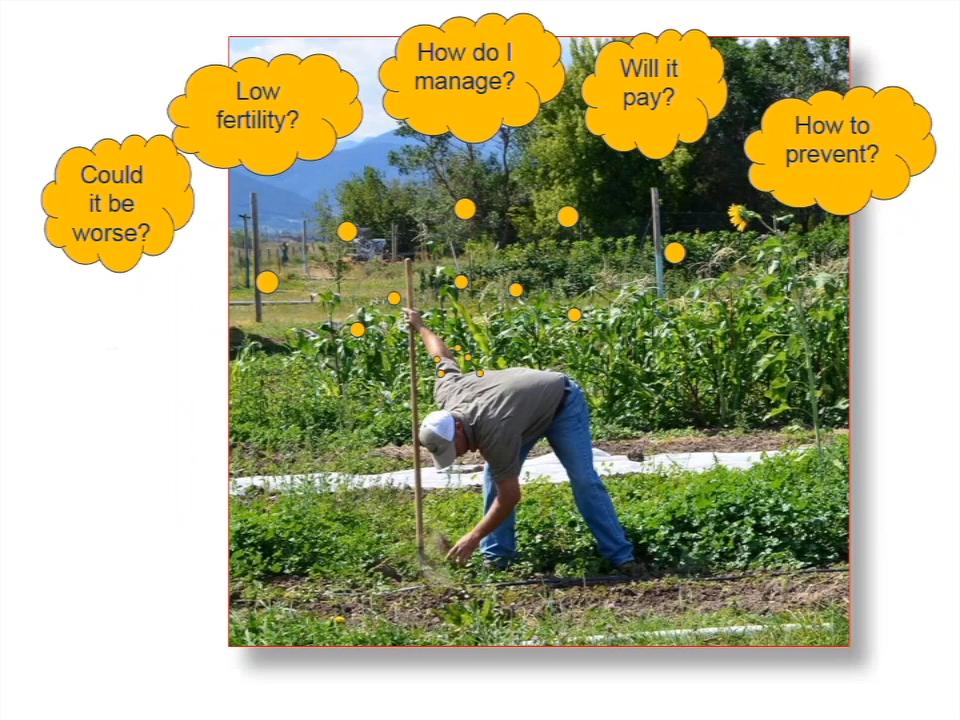 Could
it be
worse?
Low
fertility?
How do I
manage?
Will it
pay?
How to
prevent?